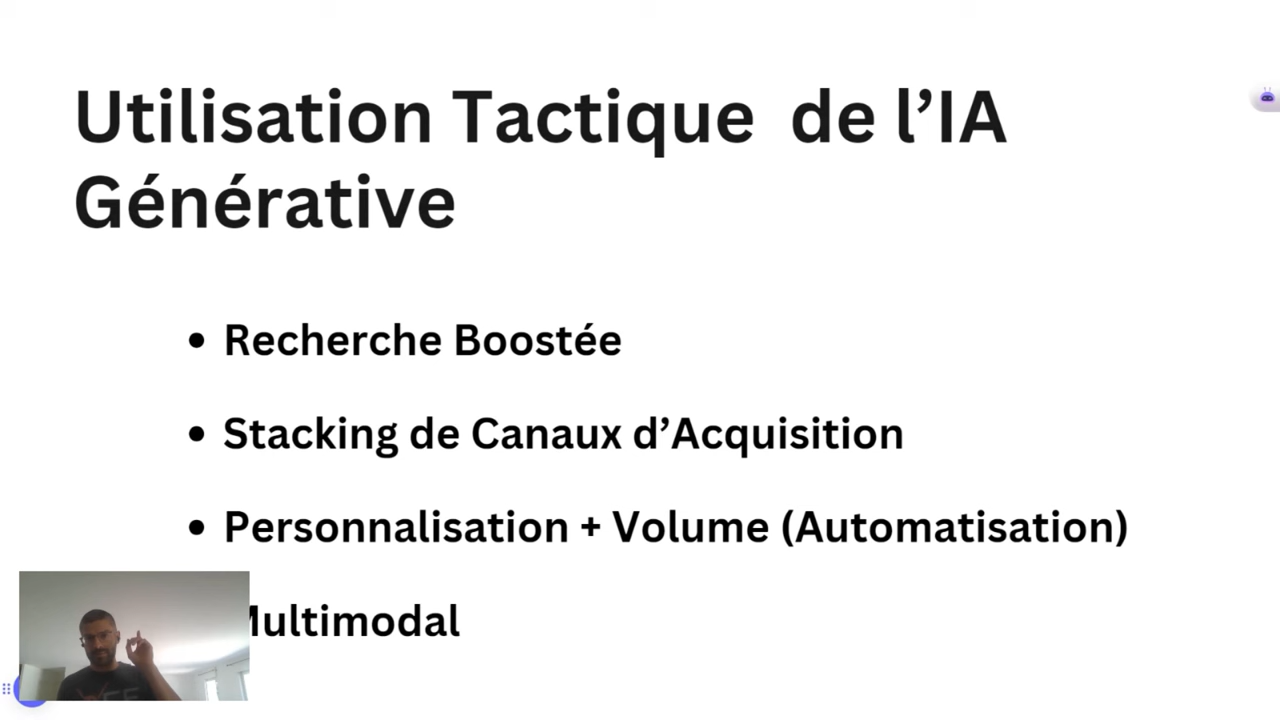 Utilisation Tactique de l’IA
Générative
• Recherche Boostée
• Stacking de Canaux d’Acquisition
• Personnalisation + Volume (Automatisation)
Multimodal